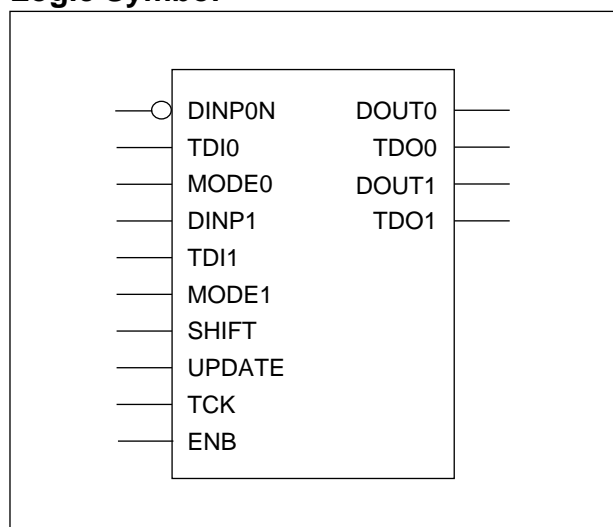 Logic Symbol
DINP0N DOUT0
TDI0 TDO0
MODE0 DOUT1
DINP1 TDO1
TDI1
MODE1
SHIFT
UPDATE
TCK
ENB